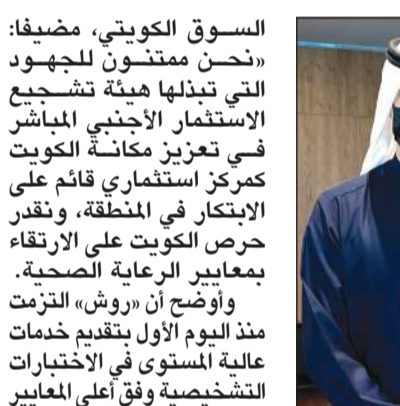 السوق الكويتي، مضيفا:
«نحن ممتنون للجهود
التي تبذلها هيئة تشجيع
الاستثمار الأجنبي المباشر
في تعزيز مكانة الكويت
كمركز استثماري قائم على
الابتكار في المنطقة، ونقدر
حرص الكويت على الارتقاء
بمعايير الرعاية الصحية.
وأوضح أن «روش» التزمت
منذ اليوم الأول بتقديم خدمات
عالية المستوى في الاختبارات
التشخيصية وفق أعلى المعايير